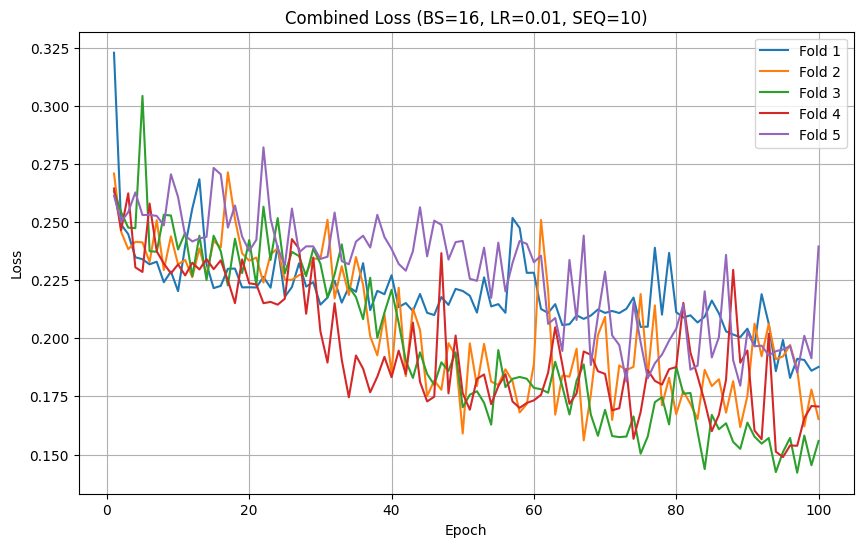 Combined Loss (BS=16, LR=0.01, SEQ=10)
Loss
0.325
0.300
0.275
0.250
0.225
0.200
0.175
0.150
Fold 1
Fold 2
Fold 3
Fold 4
Fold 5
0 20 40 60 80 100
Epoch